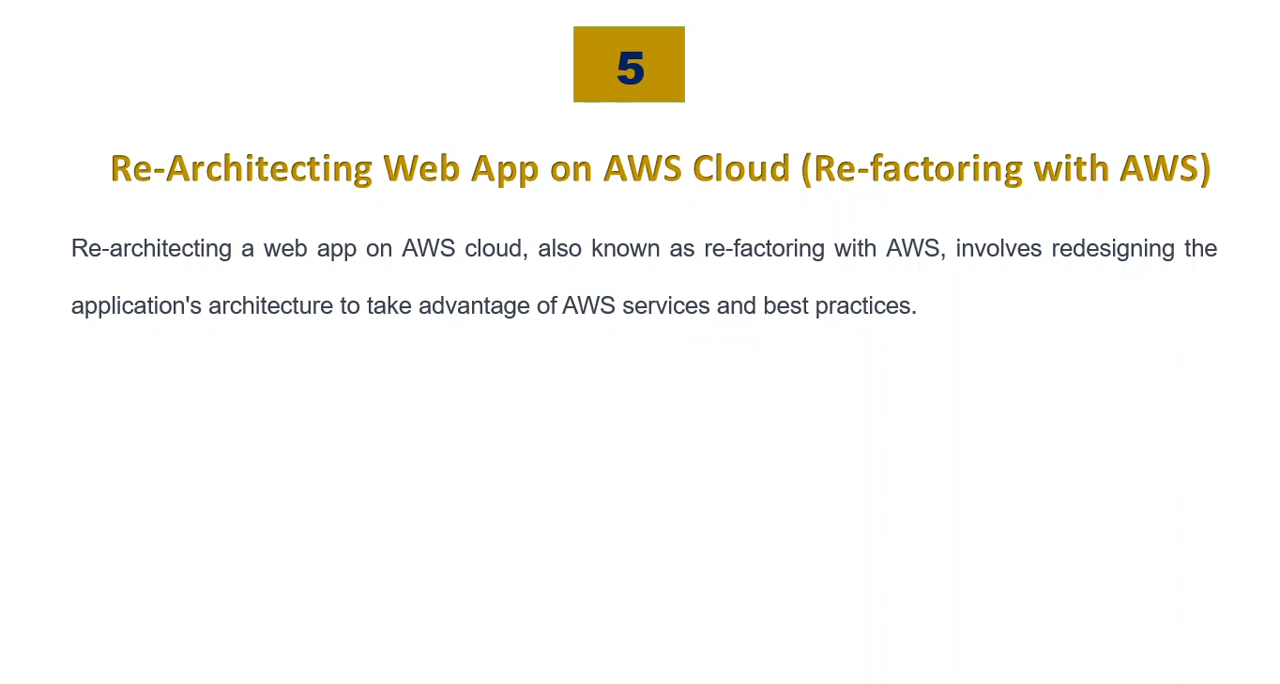 5
Re-Architecting Web App on AWS Cloud (Re-factoring with AWS)
Re-architecting a web app on AWS cloud, also known as re-factoring with AWS, involves redesigning the
application's architecture to take advantage of AWS services and best practices.